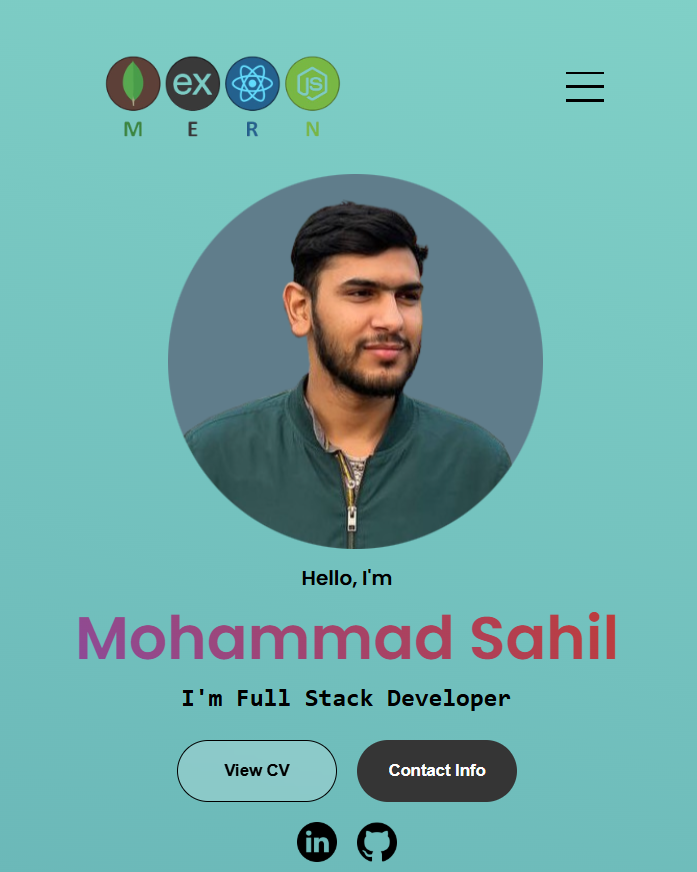 ex JS
M E R N
Hello, I'm
Mohammad Sahil
I'm Full Stack Developer
View CV Contact Info
in